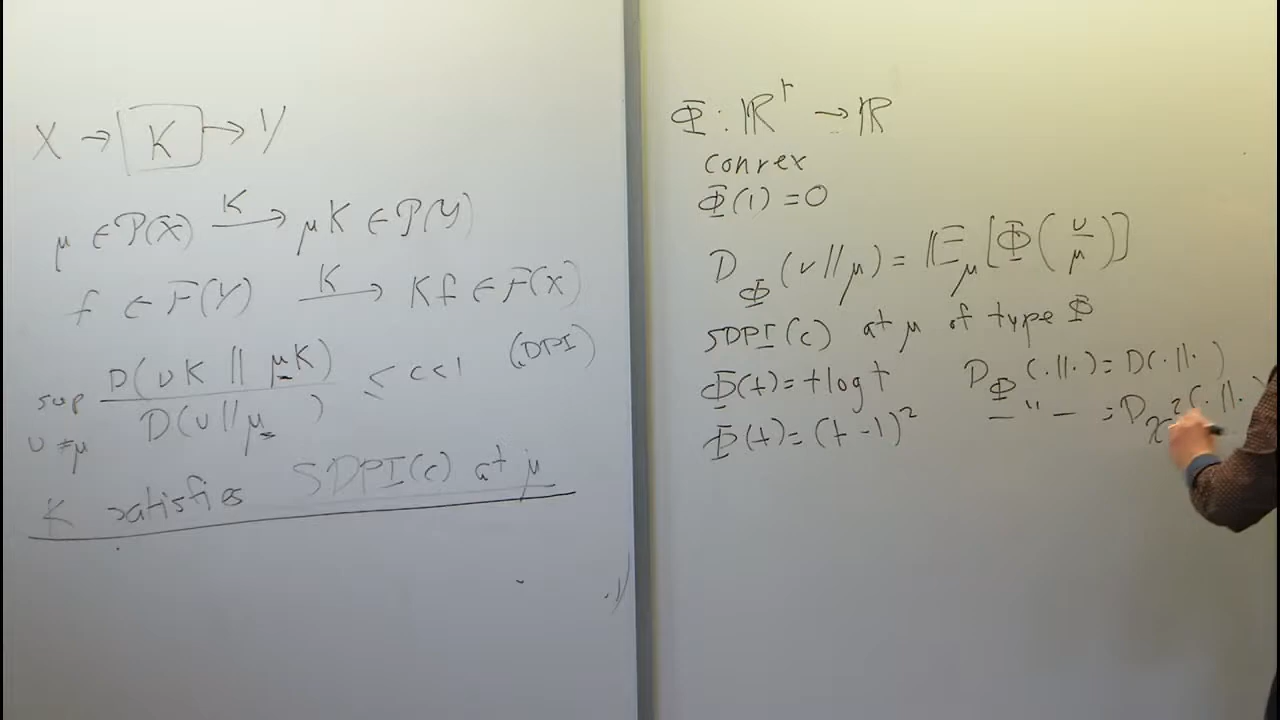 X → K → Y
μ ∈ P(X) —K→ μK ∈ P(Y)
f ∈ F(Y) —K→ Kf ∈ F(X)
sup ν≠μ D(νK || μK) / D(ν||μ) ≤ c < 1 (DPI)
K satisfies SDPI(c) at μ
Φ : ℝ⁺ → ℝ
convex
Φ(1) = 0
D_Φ(ν||μ) = 𝔼_μ[Φ(ν/μ)]
SDPI(c) at μ of type Φ
Φ(t) = t log t D_Φ(·||·) = D(·||·)
Φ(t) = (t-1)² — " — = D_χ²(·||·)